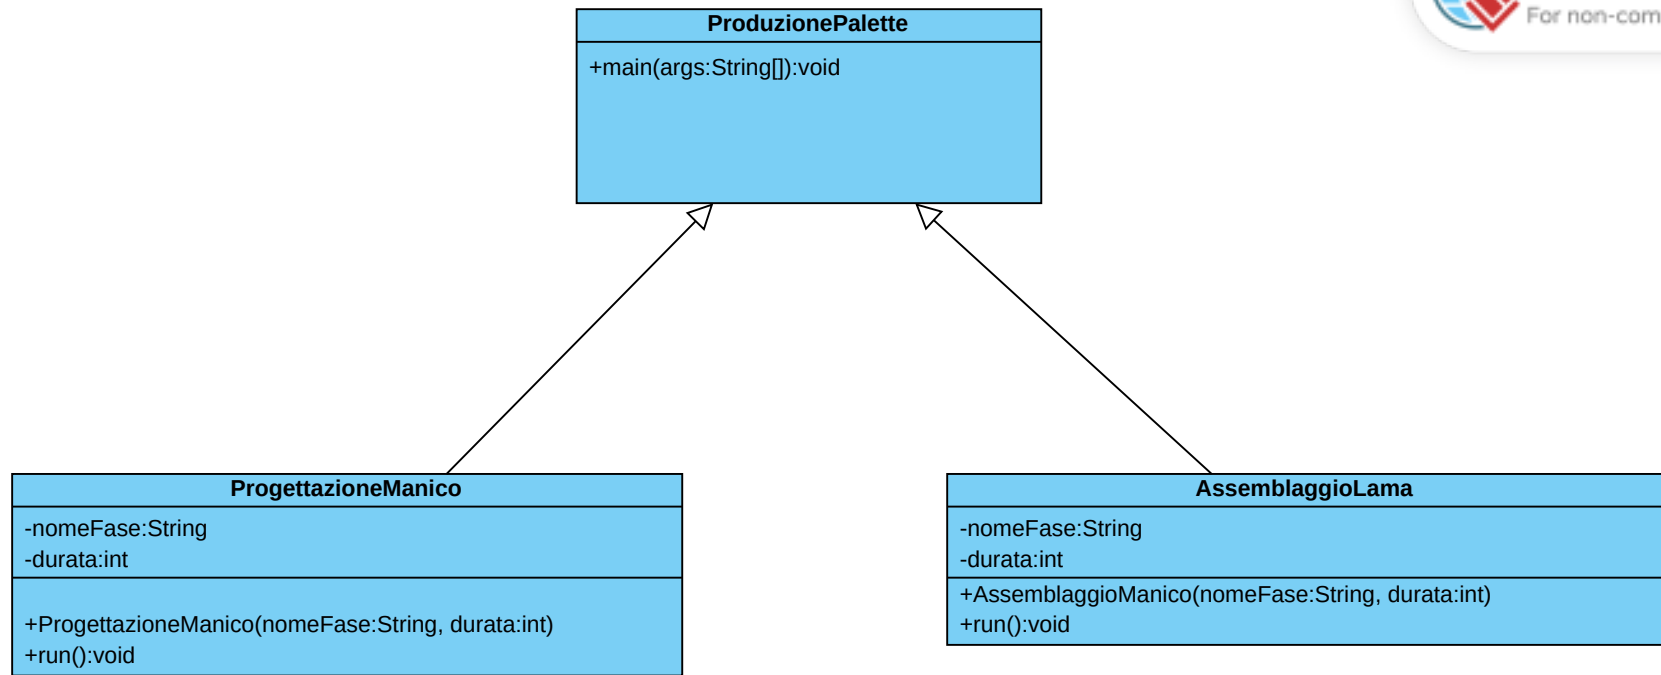 ProduzionePalette
+main(args:String[]):void
For non-com
ProgettazioneManico
-nomeFase:String
-durata:int
+ProgettazioneManico(nomeFase:String, durata:int)
+run():void
AssemblaggioLama
-nomeFase:String
-durata:int
+AssemblaggioManico(nomeFase:String, durata:int)
+run():void